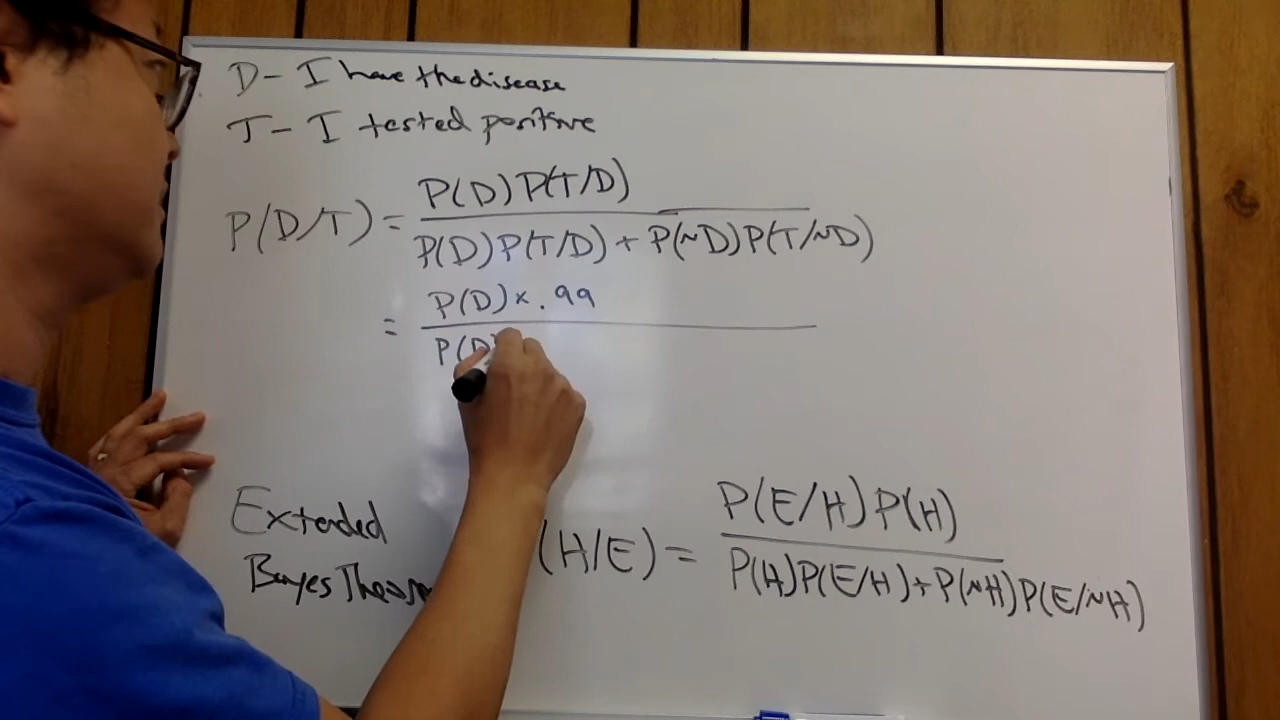 D - I have the disease
T - I tested positive
P(D/T) = P(D)P(T/D)
P(D)P(T/D) + P(~D)P(T/~D)
= P(D) × .99
P(D)
Extended
Bayes Theorem
(H/E) = P(E/H)P(H)
P(H)P(E/H)+P(~H)P(E/~H)